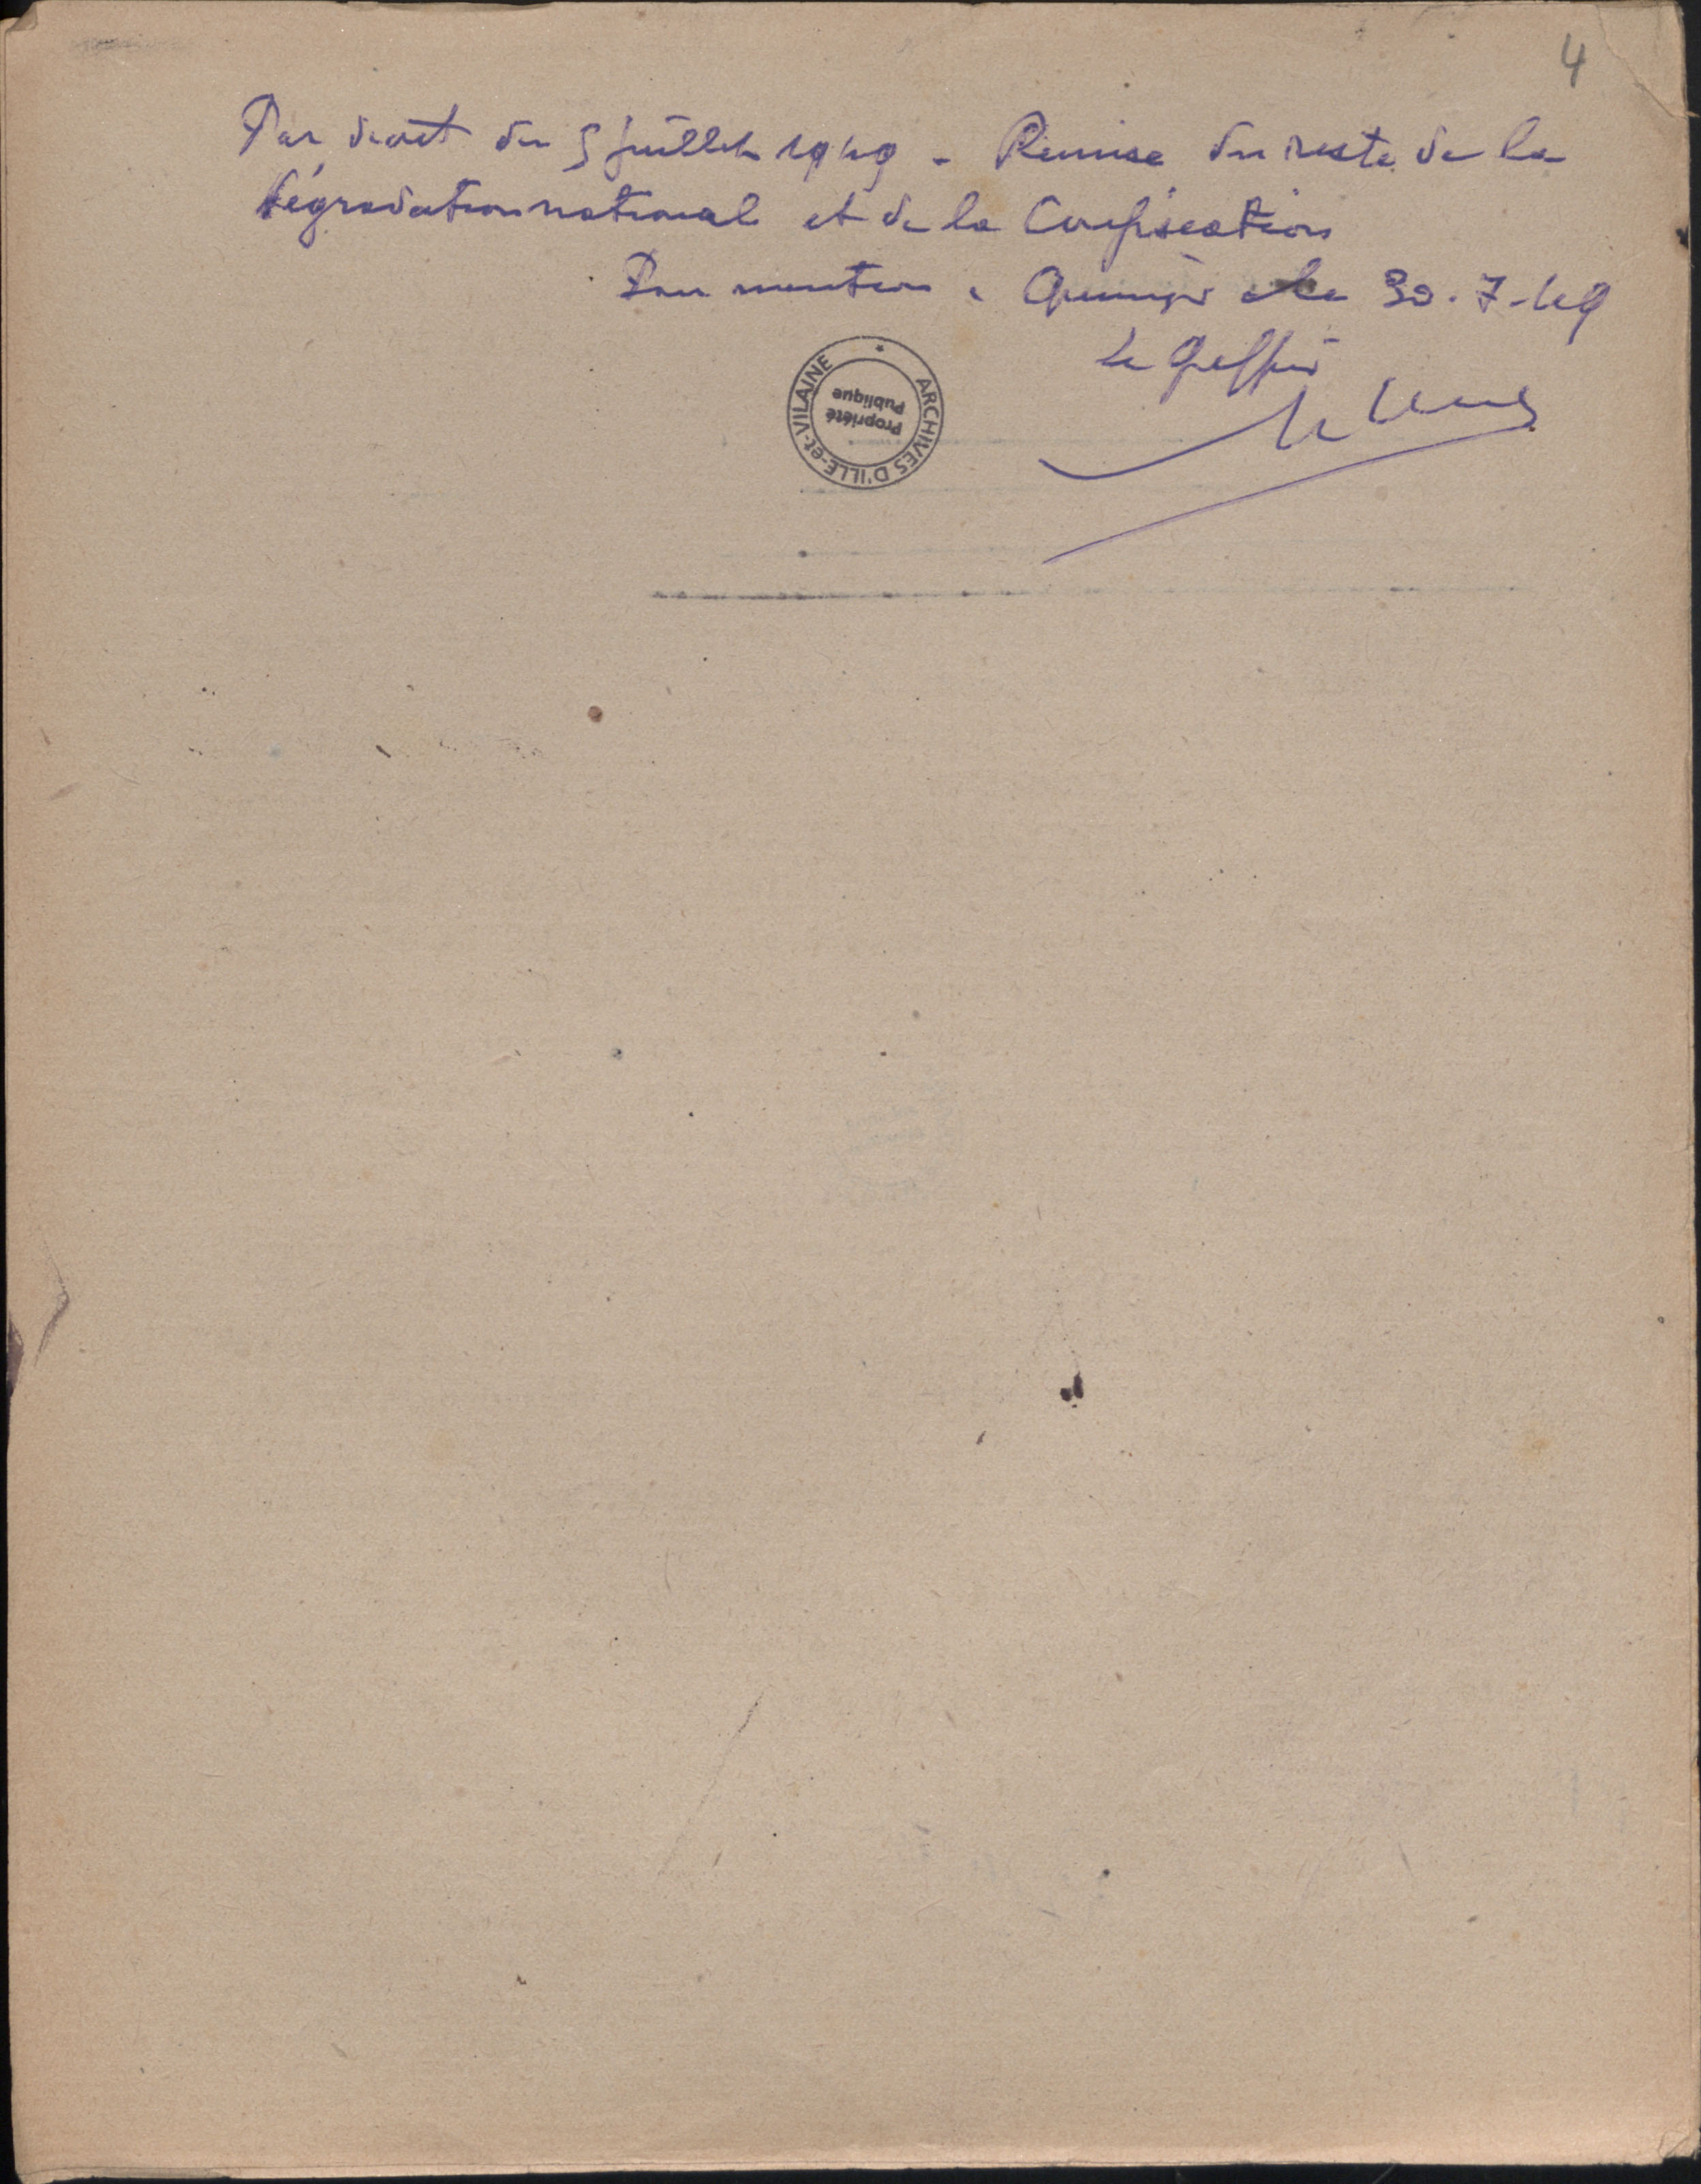 4
Par decret du 5 juillet 1949 - Remise du reste de la
dégradation national et de la Confiscation
Pour mention . Quimper le 30-7-49
Le Greffier
ARCHIVES D'ILLE-et-VILAINE *
Propriété
Publique